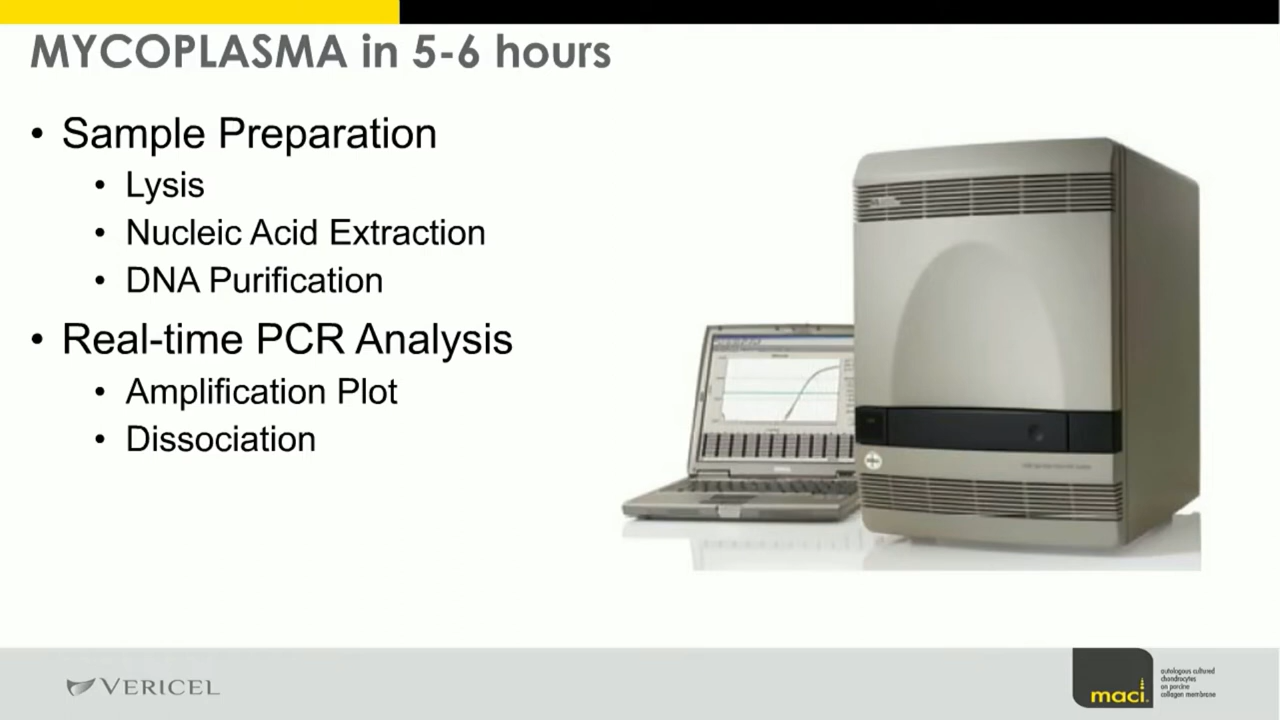 MYCOPLASMA in 5-6 hours
• Sample Preparation
• Lysis
• Nucleic Acid Extraction
• DNA Purification
• Real-time PCR Analysis
• Amplification Plot
• Dissociation
VERICEL
maci
autologous cultured
chondrocytes
on porcine
collagen membrane